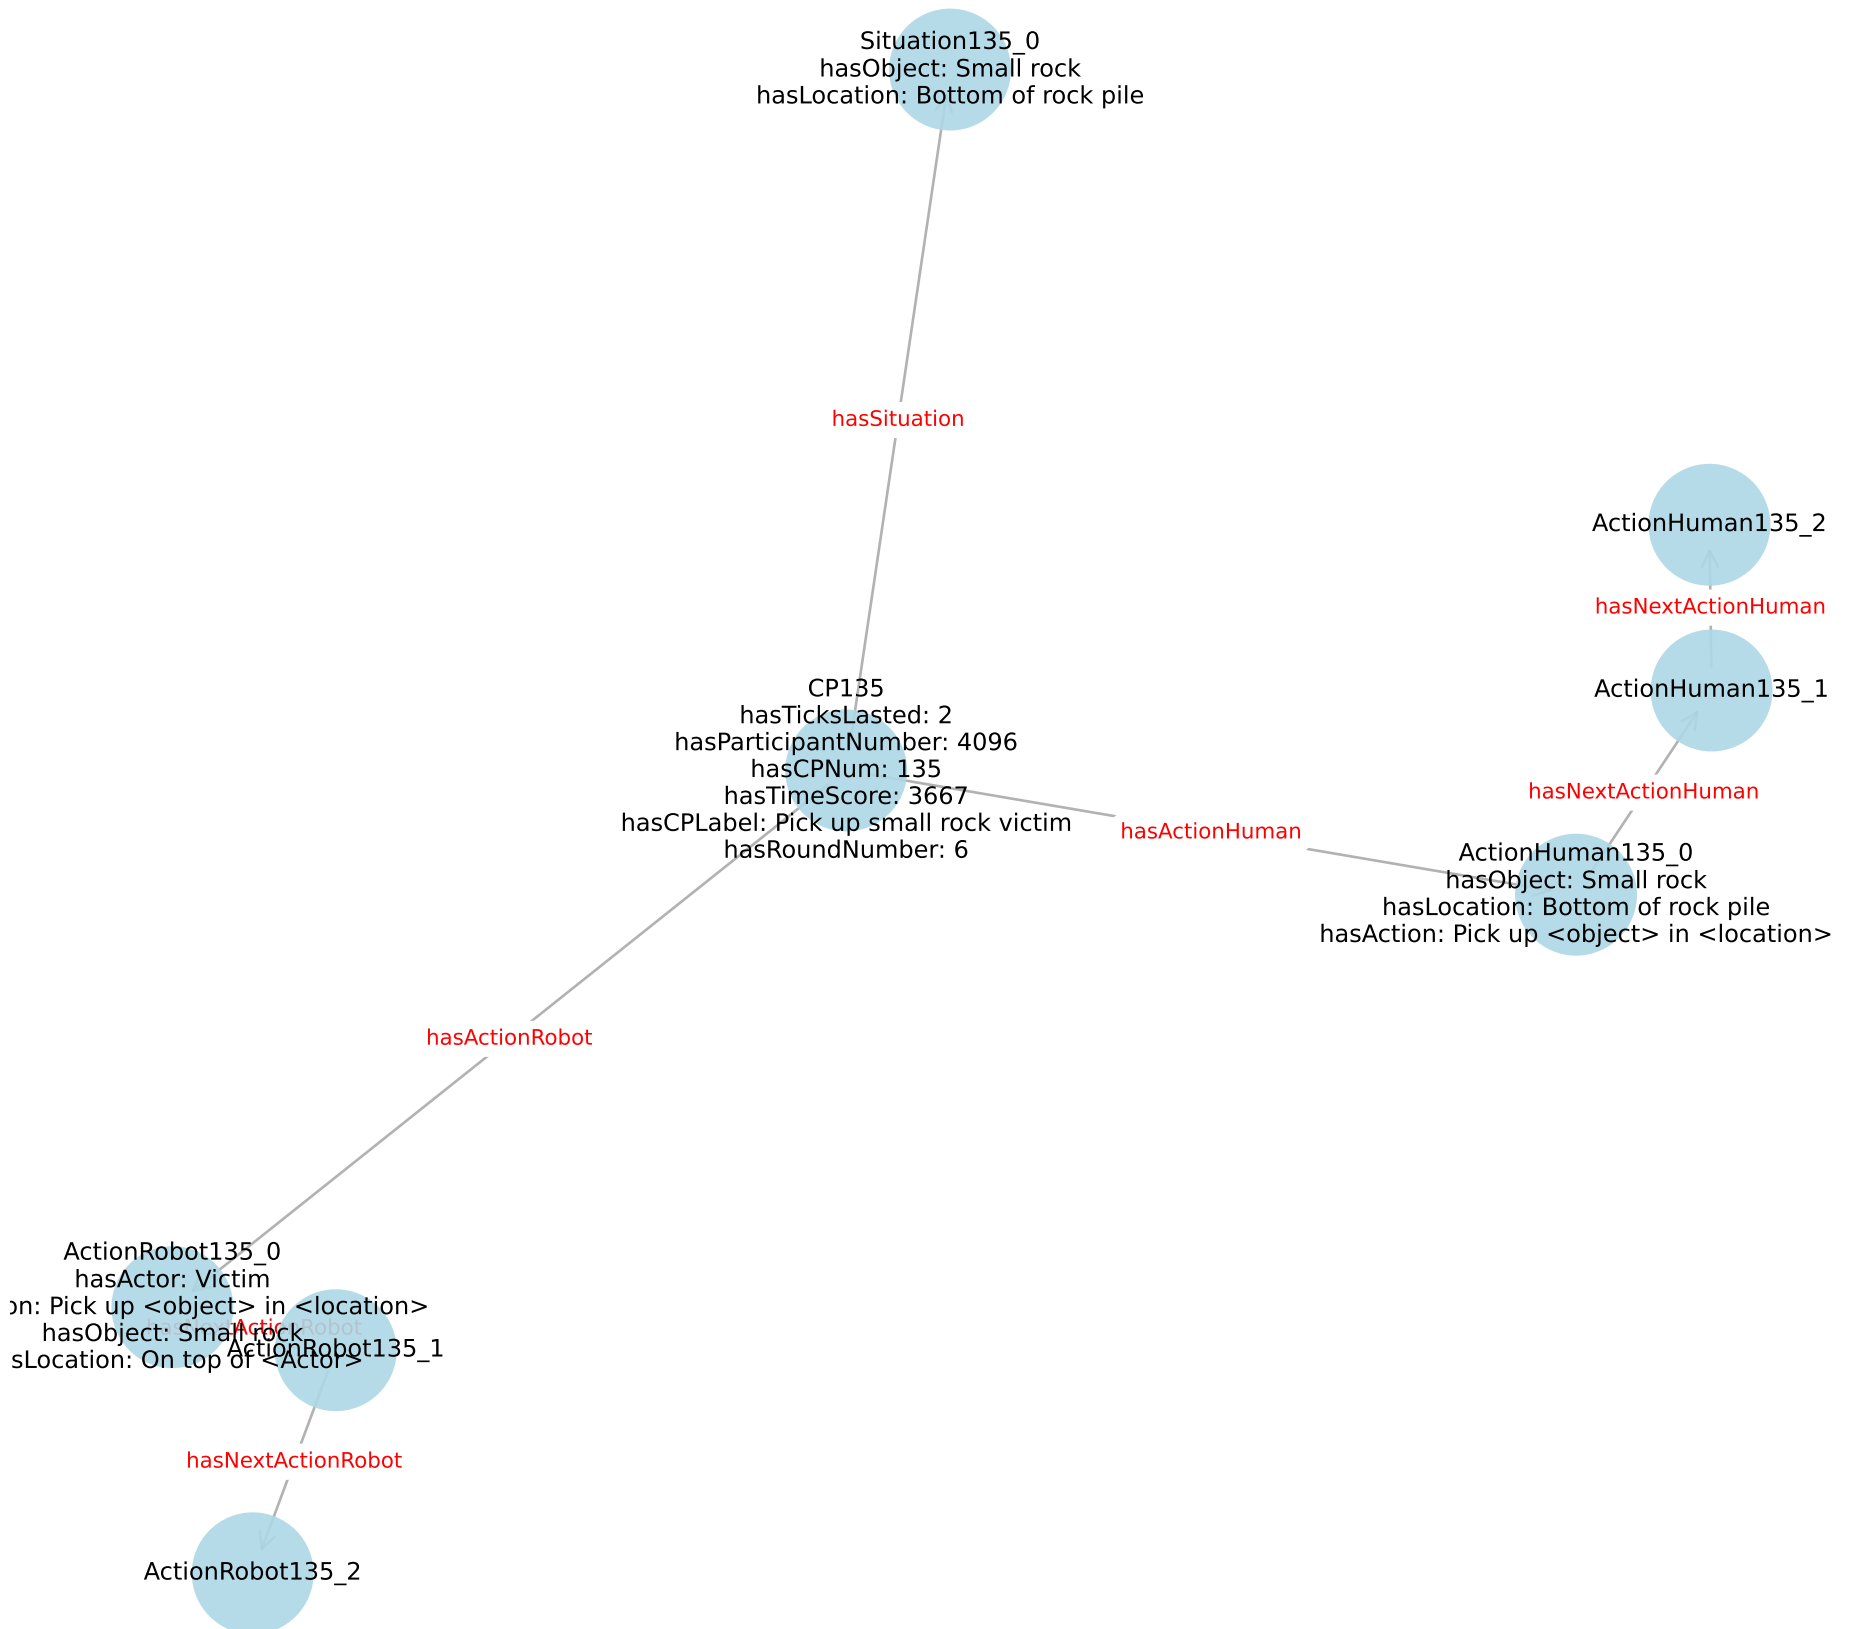 Situation135_0
hasObject: Small rock
hasLocation: Bottom of rock pile
hasSituation
ActionHuman135_2
hasNextActionHuman
ActionHuman135_1
CP135
hasTicksLasted: 2
hasParticipantNumber: 4096
hasCPNum: 135
hasTimeScore: 3667
hasCPLabel: Pick up small rock victim
hasRoundNumber: 6
hasNextActionHuman
hasActionHuman
ActionHuman135_0
hasObject: Small rock
hasLocation: Bottom of rock pile
hasAction: Pick up <object> in <location>
hasActionRobot
ActionRobot135_0
hasActor: Victim
on: Pick up <object> in <location>
hasNextActionRobot
hasObject: Small rock
ActionRobot135_1
sLocation: On top of <Actor>
hasNextActionRobot
ActionRobot135_2